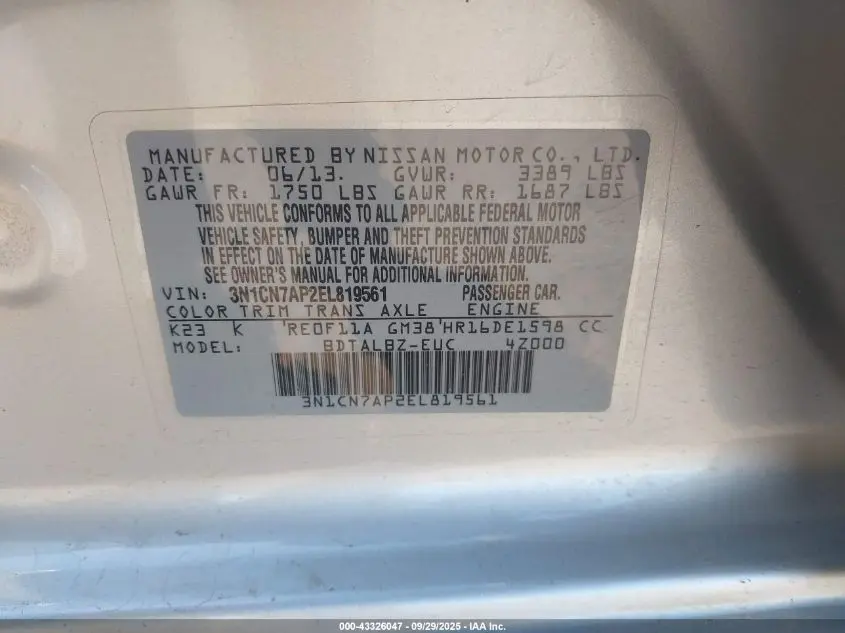 MANUFACTURED BY NISSAN MOTOR CO., LTD.
DATE: 06/13. GVWR: 3389 LBS
GAWR FR: 1750 LBS GAWR RR: 1687 LBS
THIS VEHICLE CONFORMS TO ALL APPLICABLE FEDERAL MOTOR
VEHICLE SAFETY, BUMPER AND THEFT PREVENTION STANDARDS
IN EFFECT ON THE DATE OF MANUFACTURE SHOWN ABOVE.
SEE OWNER'S MANUAL FOR ADDITIONAL INFORMATION.
VIN: 3N1CN7AP2EL819561 PASSENGER CAR.
COLOR TRIM TRANS AXLE ENGINE
K23 K 'RE0F11A GM38'HR16DE1598 CC
MODEL: BDTALBZ-EUC 4Z000
3N1CN7AP2EL819561
000-43326047 - 09/29/2025 - IAA Inc.